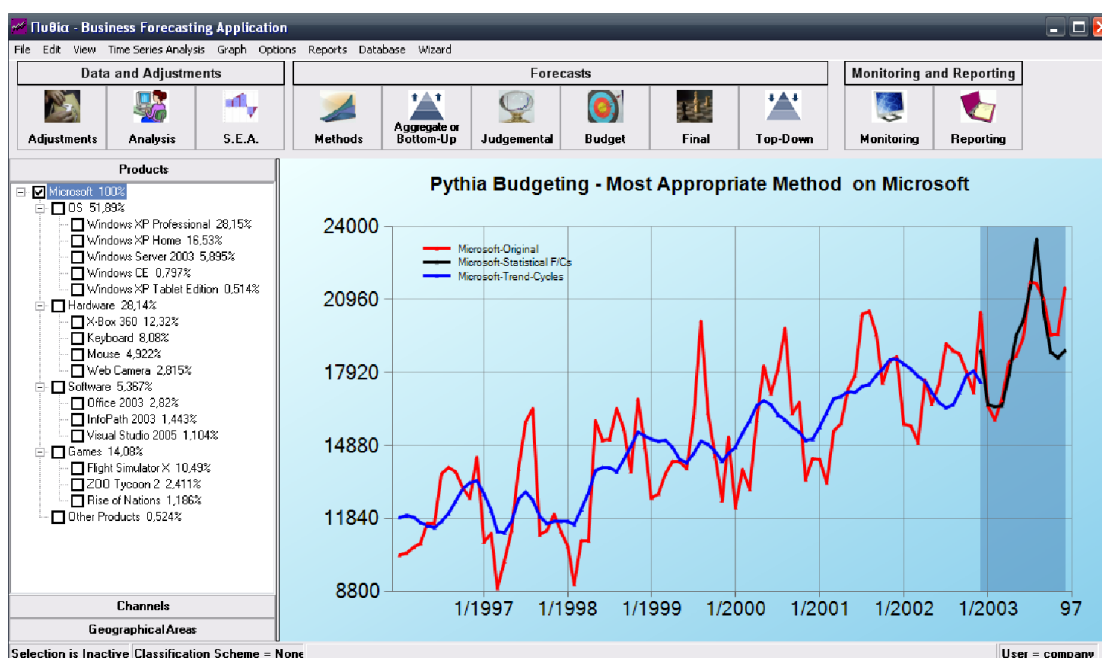 Πυθία - Business Forecasting Application
File Edit View Time Series Analysis Graph Options Reports Database Wizard
Data and Adjustments
Forecasts
Monitoring and Reporting
Adjustments
Analysis
S.E.A.
Methods
Aggregate or
Bottom-Up
Judgemental
Budget
Final
Top-Down
Monitoring
Reporting
Products
Microsoft 100%
OS 51,89%
Windows XP Professional 28,15%
Windows XP Home 16,53%
Windows Server 2003 5,895%
Windows CE 0,797%
Windows XP Tablet Edition 0,514%
Hardware 28,14%
X-Box 360 12,32%
Keyboard 8,08%
Mouse 4,922%
Web Camera 2,815%
Software 5,367%
Office 2003 2,82%
InfoPath 2003 1,443%
Visual Studio 2005 1,104%
Games 14,08%
Flight Simulator X 10,49%
ZOO Tycoon 2 2,411%
Rise of Nations 1,186%
Other Products 0,524%
Channels
Geographical Areas
Pythia Budgeting - Most Appropriate Method on Microsoft
Microsoft-Original
Microsoft-Statistical F/Cs
Microsoft-Trend-Cycles
24000
20960
17920
14880
11840
8800
1/1997 1/1998 1/1999 1/2000 1/2001 1/2002 1/2003 97
Selection is Inactive Classification Scheme = None
User = company